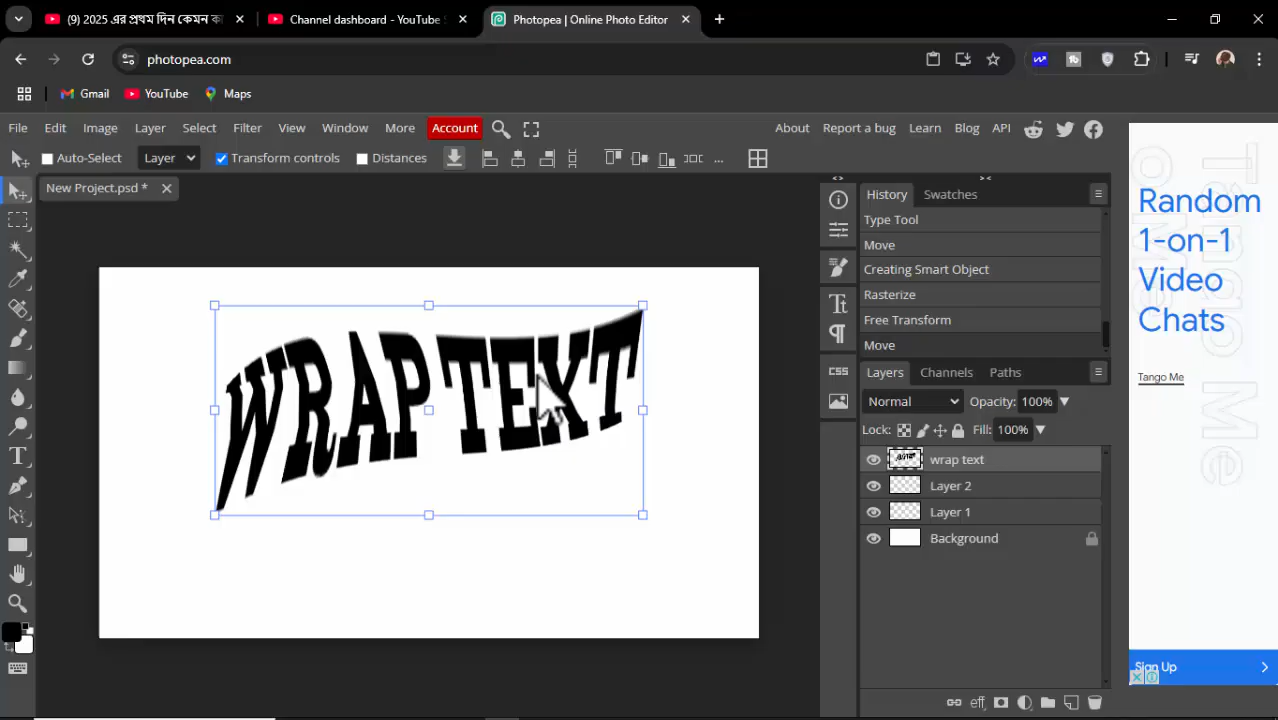 (9) 2025 এর প্রথম দিন কেমন
Channel dashboard - YouTube
Photopea | Online Photo Editor
photopea.com
Gmail
YouTube
Maps
File Edit Image Layer Select Filter View Window More Account
About Report a bug Learn Blog API
Auto-Select Layer Transform controls Distances ...
New Project.psd *
WRAP TEXT
CSS
History Swatches
Type Tool
Move
Creating Smart Object
Rasterize
Free Transform
Move
Layers Channels Paths
Normal Opacity: 100%
Lock: Fill: 100%
wrap text
Layer 2
Layer 1
Background
eff
Random
1-on-1
Video
Chats
Tango Me
Sign Up
Tango Me